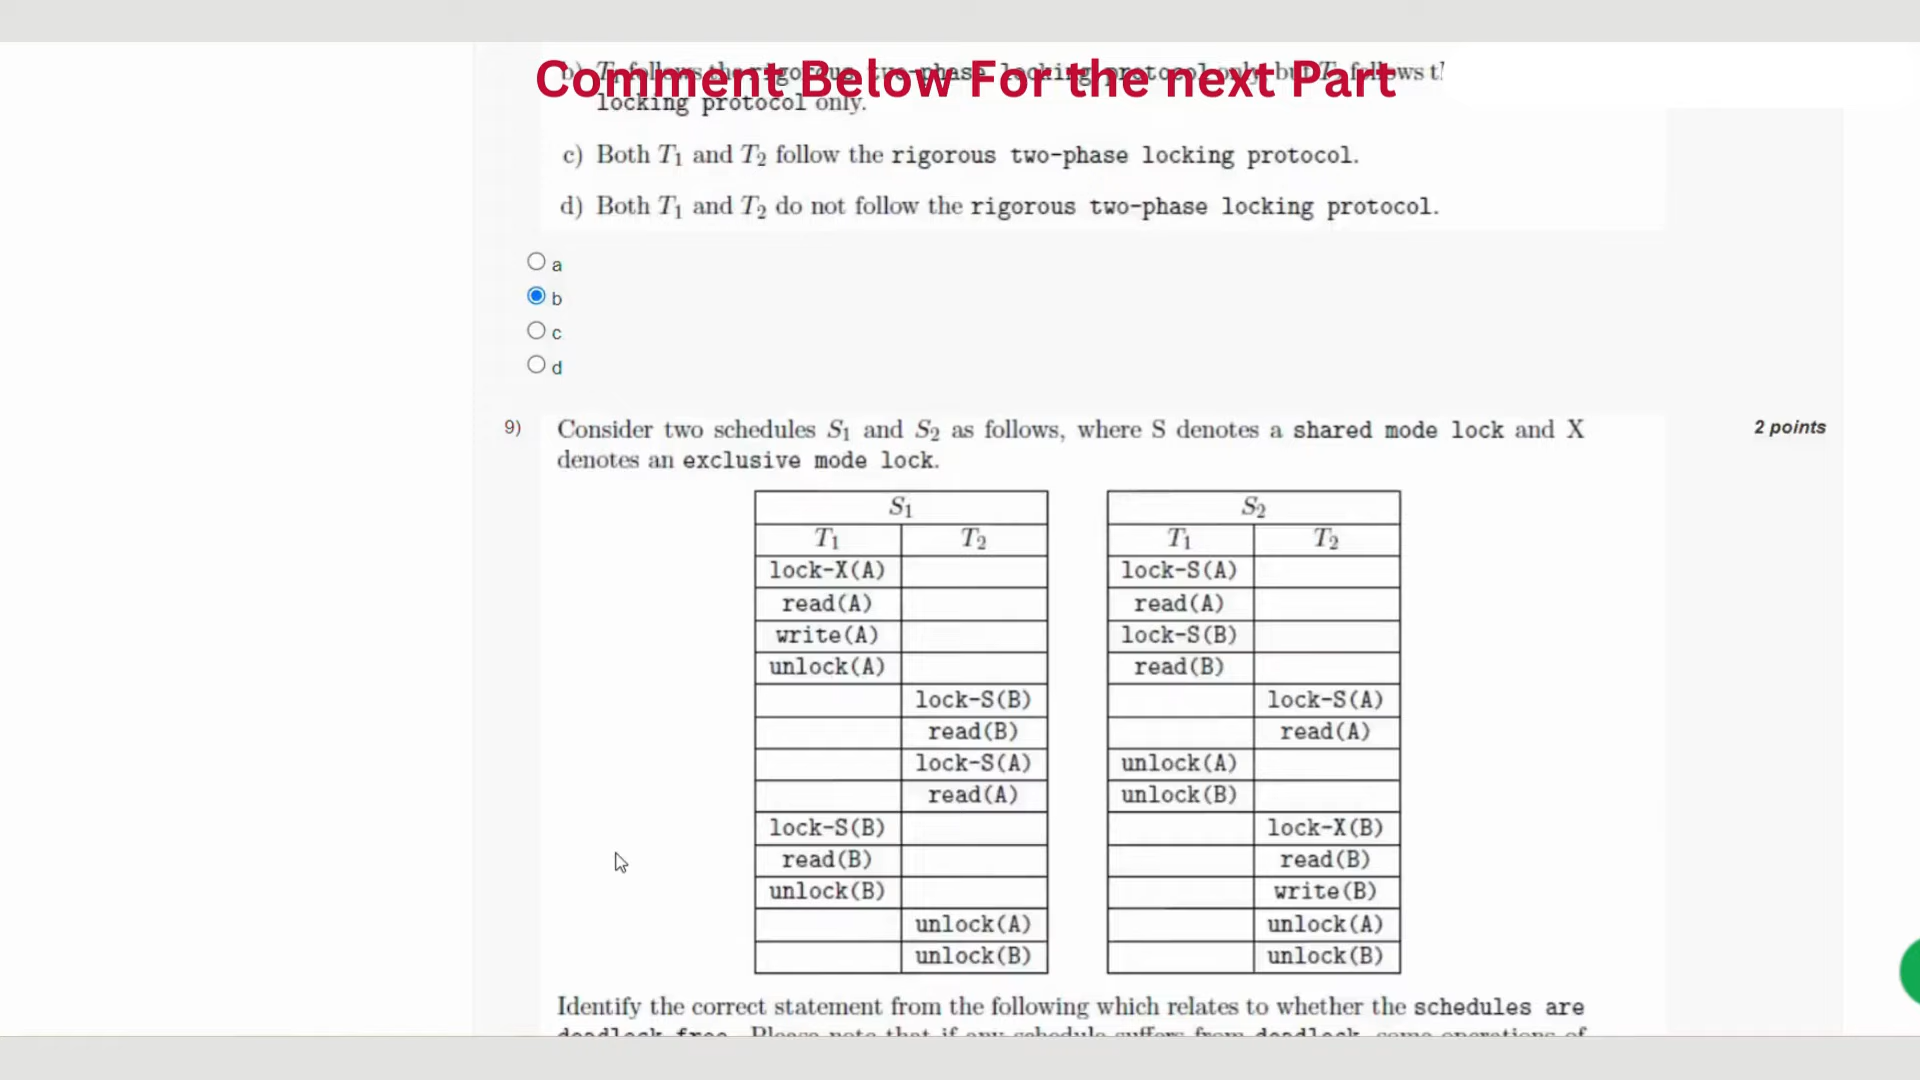 Comment Below For the next Part
locking protocol only.
c) Both T1 and T2 follow the rigorous two-phase locking protocol.
d) Both T1 and T2 do not follow the rigorous two-phase locking protocol.
a
b
c
d
9) Consider two schedules S1 and S2 as follows, where S denotes a shared mode lock and X 2 points
denotes an exclusive mode lock.
S1 S2
T1 T2 T1 T2
lock-X(A) lock-S(A)
read(A) read(A)
write(A) lock-S(B)
unlock(A) read(B)
lock-S(B) lock-S(A)
read(B) read(A)
lock-S(A) unlock(A)
read(A) unlock(B)
lock-S(B) lock-X(B)
read(B) read(B)
unlock(B) write(B)
unlock(A) unlock(A)
unlock(B) unlock(B)
Identify the correct statement from the following which relates to whether the schedules are